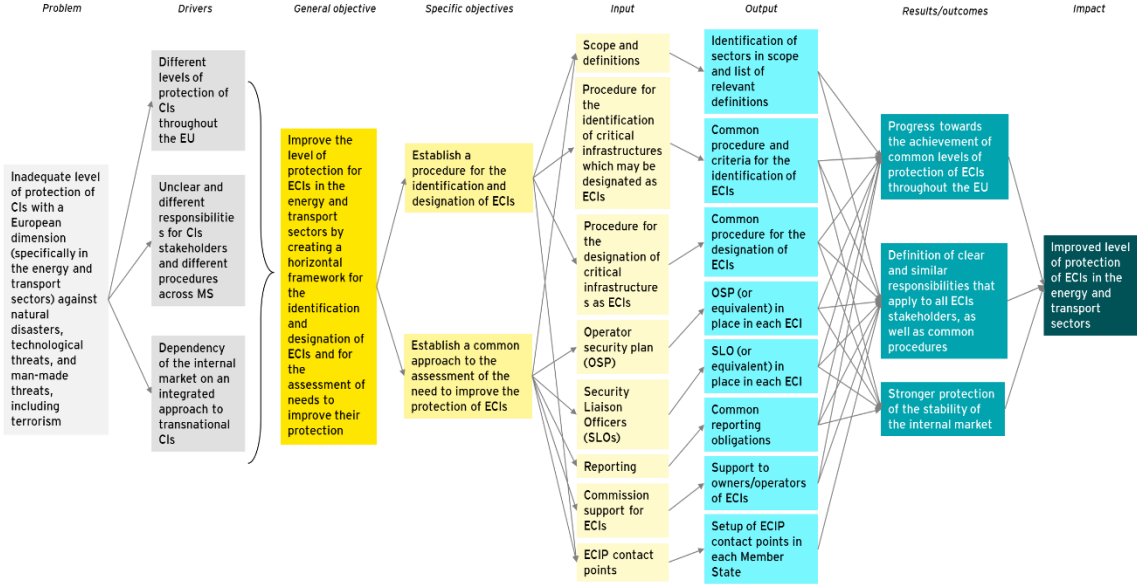 Problem
Drivers
General objective
Specific objectives
Input
Output
Results/outcomes
Impact
Inadequate level
of protection of
CIs with a
European
dimension
(specifically in
the energy and
transport
sectors) against
natural
disasters,
technological
threats, and
man-made
threats,
including
terrorism
Different
levels of
protection of
CIs
throughout
the EU
Unclear and
different
responsibilitie
s for CIs
stakeholders
and different
procedures
across MS
Dependency
of the internal
market on an
integrated
approach to
transnational
CIs
Improve the
level of
protection for
ECIs in the
energy and
transport
sectors by
creating a
horizontal
framework for
the
identification
and
designation of
ECIs and for
the
assessment of
needs to
improve their
protection
Establish a
procedure for the
identification and
designation of ECIs
Establish a common
approach to the
assessment of the
need to improve the
protection of ECIs
Scope and
definitions
Procedure for
the
identification
of critical
infrastructures
which may be
designated as
ECIs
Procedure for
the
designation of
critical
infrastructure
s as ECIs
Operator
security plan
(OSP)
Security
Liaison
Officers
(SLOs)
Reporting
Commission
support for
ECIs
ECIP contact
points
Identification of
sectors in scope
and list of
relevant
definitions
Common
procedure and
criteria for the
identification of
ECIs
Common
procedure for the
designation of
ECIs
OSP (or
equivalent) in
place in each ECI
SLO (or
equivalent) in
place in each ECI
Common
reporting
obligations
Support to
owners/operators
of ECIs
Setup of ECIP
contact points in
each Member
State
Progress towards
the achievement of
common levels of
protection of ECIs
throughout the EU
Definition of clear
and similar
responsibilities that
apply to all ECIs
stakeholders, as
well as common
procedures
Stronger protection
of the stability of
the internal market
Improved level
of protection
of ECIs in the
energy and
transport
sectors